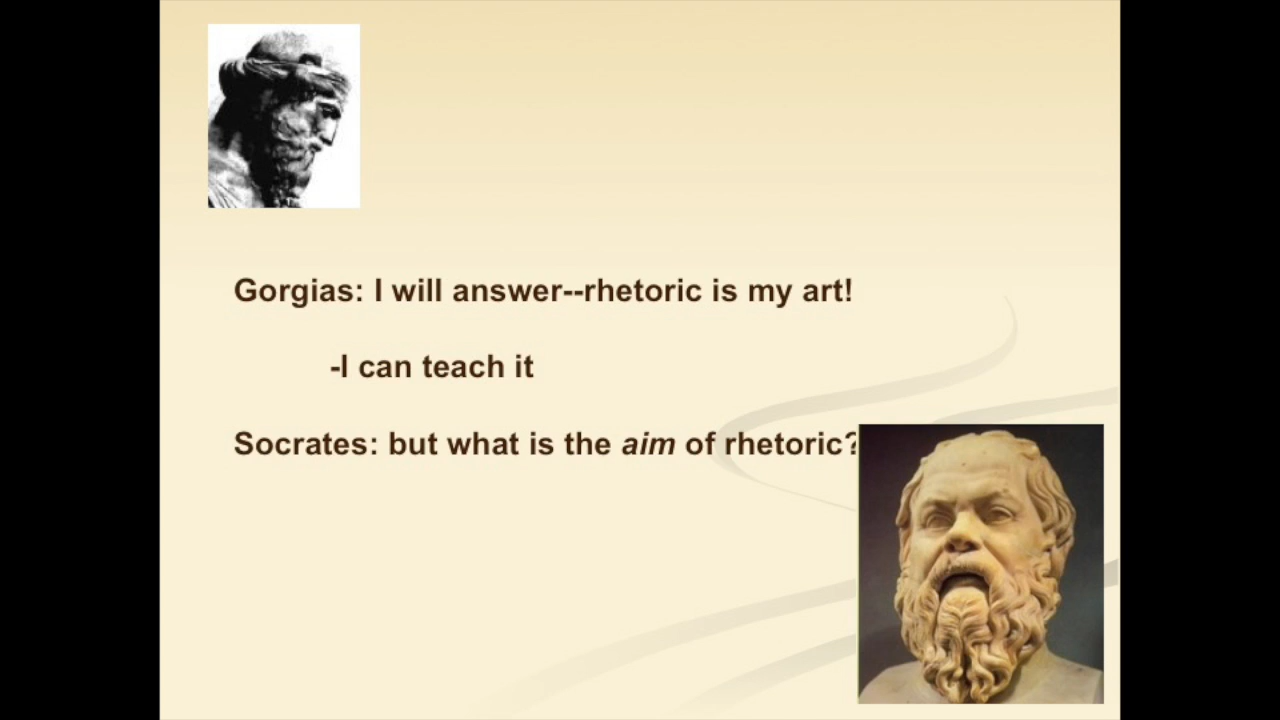 Gorgias: I will answer--rhetoric is my art!
-I can teach it
Socrates: but what is the aim of rhetoric?